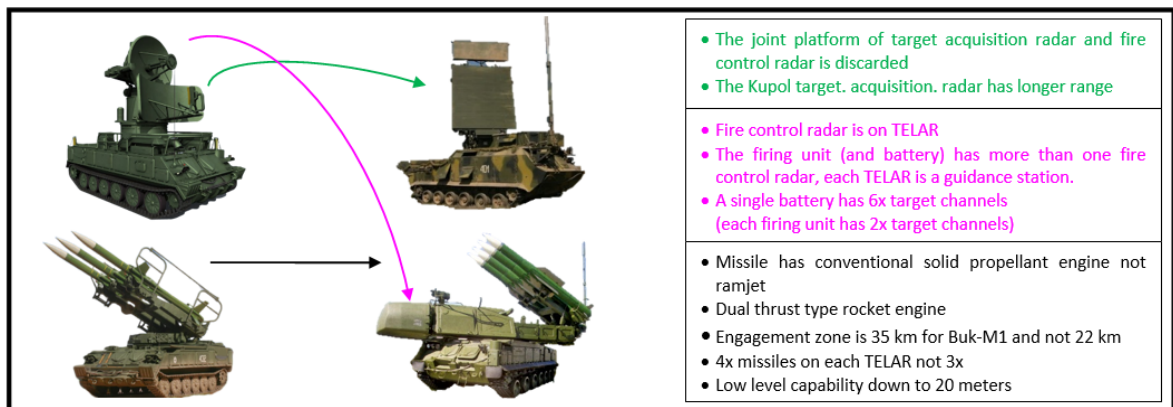 • The joint platform of target acquisition radar and fire
control radar is discarded
• The Kupol target. acquisition. radar has longer range
• Fire control radar is on TELAR
• The firing unit (and battery) has more than one fire
control radar, each TELAR is a guidance station.
• A single battery has 6x target channels
(each firing unit has 2x target channels)
• Missile has conventional solid propellant engine not
ramjet
• Dual thrust type rocket engine
• Engagement zone is 35 km for Buk-M1 and not 22 km
• 4x missiles on each TELAR not 3x
• Low level capability down to 20 meters